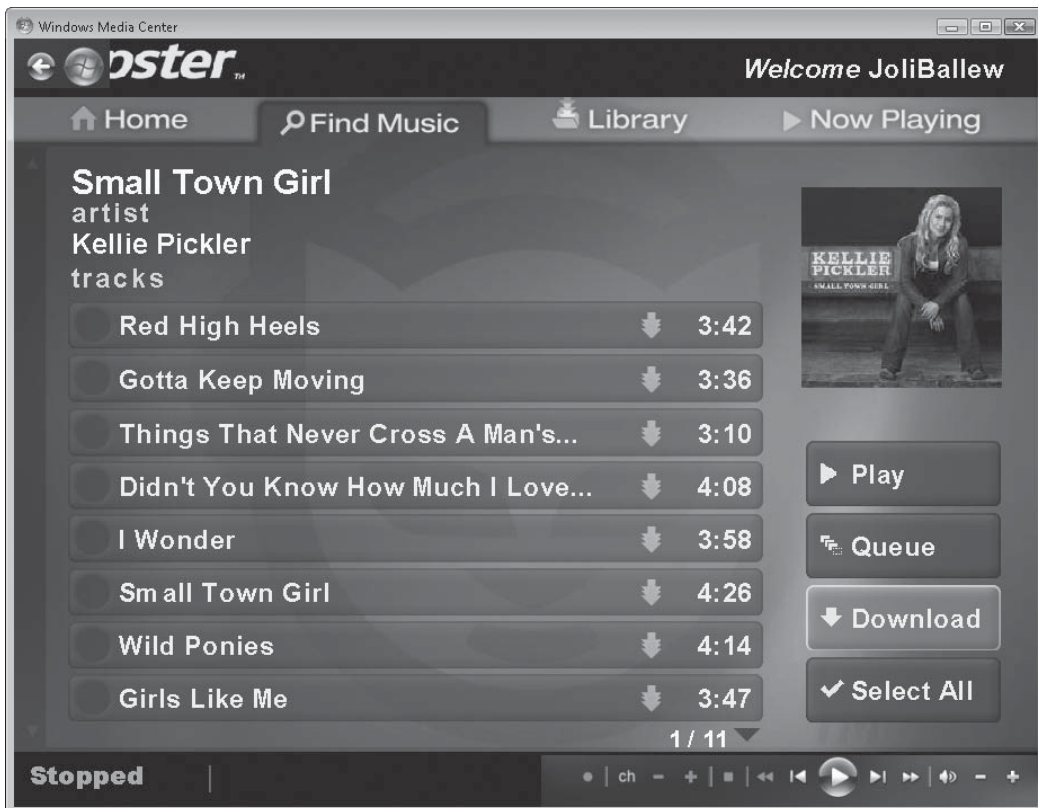 Windows Media Center
pster™
Welcome JoliBallew
Home
Find Music
Library
Now Playing
Small Town Girl
artist
Kellie Pickler
tracks
Red High Heels 3:42
Gotta Keep Moving 3:36
Things That Never Cross A Man's... 3:10
Didn't You Know How Much I Love... 4:08
I Wonder 3:58
Small Town Girl 4:26
Wild Ponies 4:14
Girls Like Me 3:47
1 / 11
KELLIE
PICKLER
SMALL TOWN GIRL
Play
Queue
Download
Select All
Stopped
ch